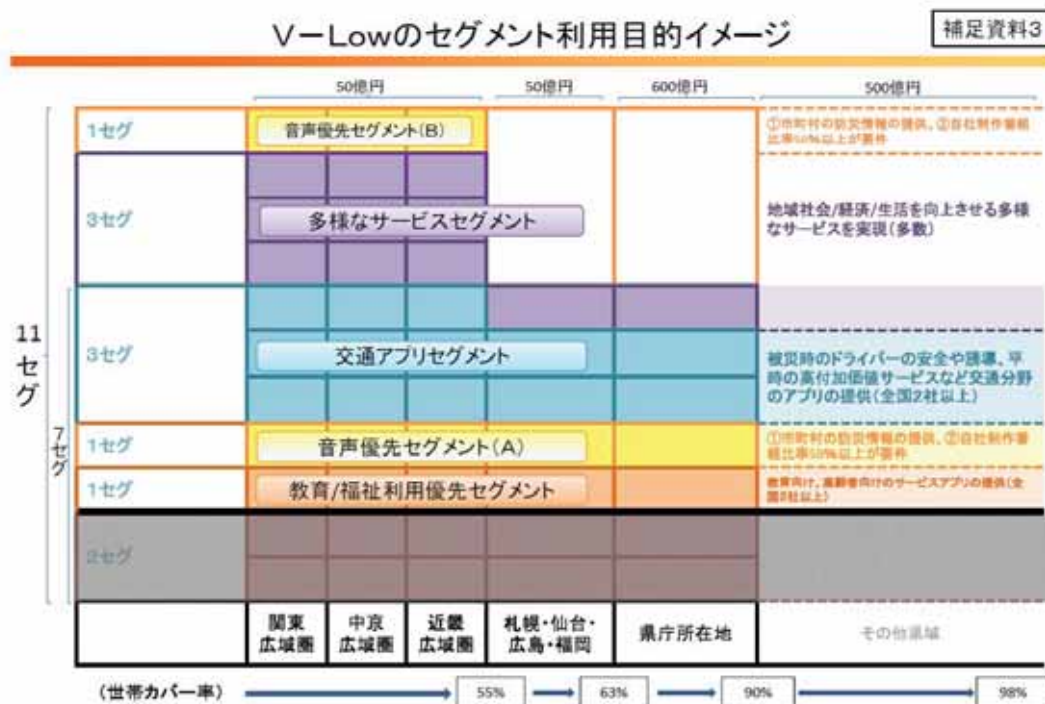 V－Lowのセグメント利用目的イメージ
補足資料3
50億円
50億円
600億円
500億円
1セグ
音声優先セグメント(B)
①市町村の防災情報の提供、②自社制作番組
比率50%以上が要件
3セグ
多様なサービスセグメント
地域社会/経済/生活を向上させる多様
なサービスを実現(多数)
11
セ
グ
3セグ
交通アプリセグメント
被災時のドライバーの安全や誘導、平
時の高付加価値サービスなど交通分野
のアプリの提供(全国2社以上)
7
セ
グ
1セグ
音声優先セグメント(A)
①市町村の防災情報の提供、②自社制作番
組比率50%以上が要件
1セグ
教育/福祉利用優先セグメント
教育向け、高齢者向けのサービスアプリの提供(全
国2社以上)
2セグ
関東
広域圏
中京
広域圏
近畿
広域圏
札幌・仙台・
広島・福岡
県庁所在地
その他県域
(世帯カバー率)
55%
63%
90%
98%